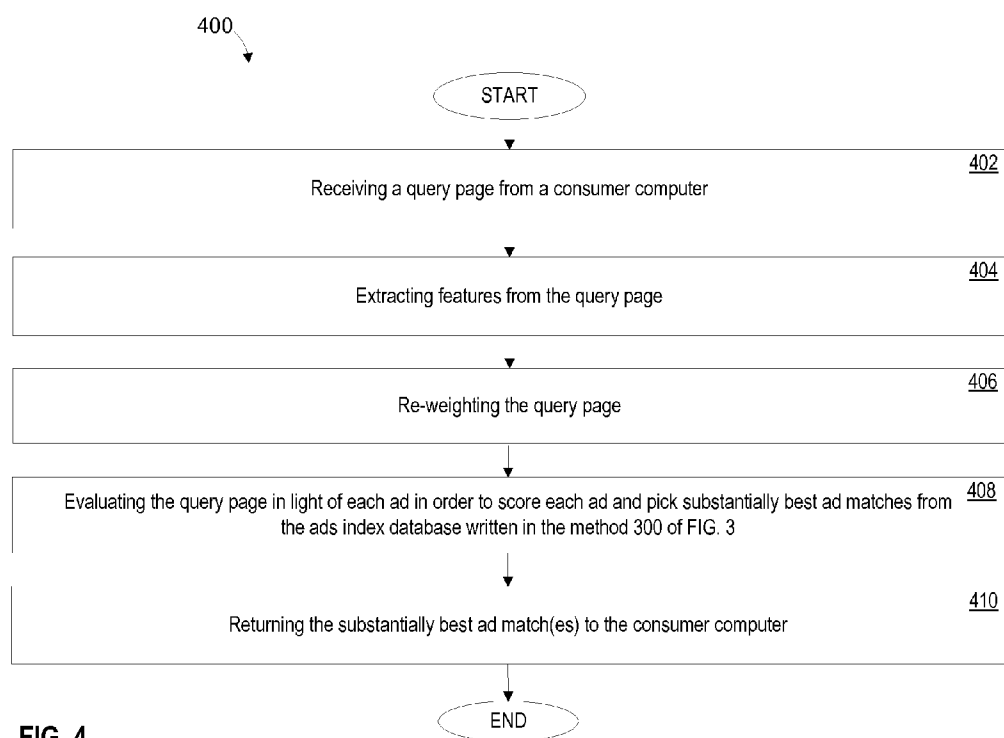 400
START
402
Receiving a query page from a consumer computer
404
Extracting features from the query page
406
Re-weighting the query page
408
Evaluating the query page in light of each ad in order to score each ad and pick substantially best ad matches from
the ads index database written in the method 300 of FIG. 3
410
Returning the substantially best ad match(es) to the consumer computer
END
FIG. 4